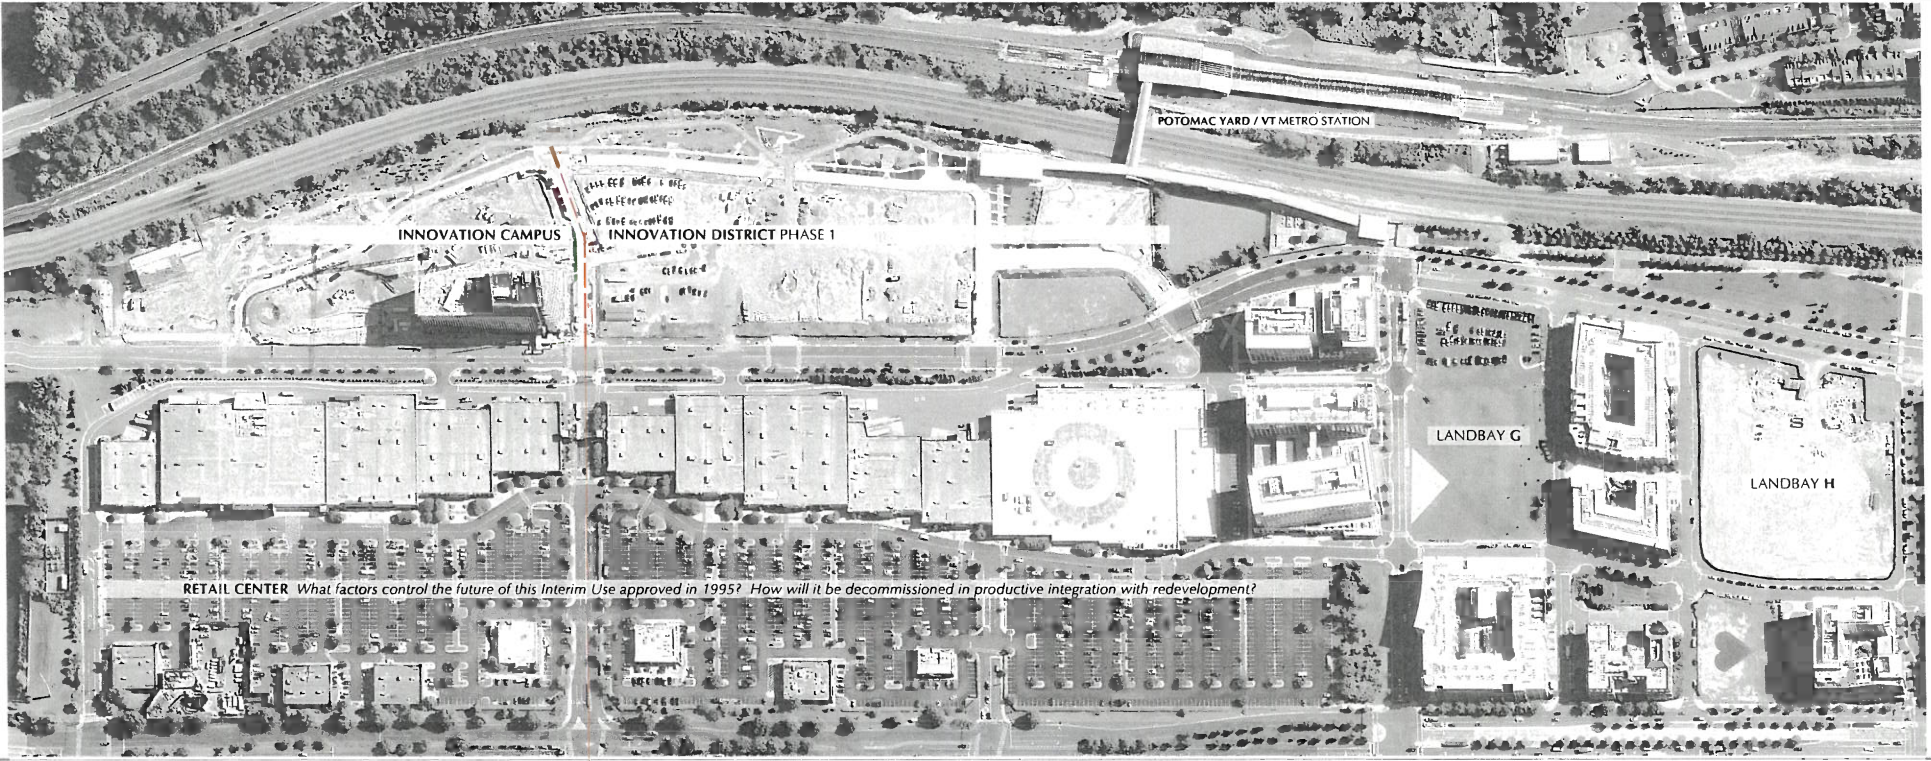 POTOMAC YARD / VT METRO STATION
INNOVATION CAMPUS
INNOVATION DISTRICT PHASE 1
LANDBAY G
LANDBAY H
RETAIL CENTER What factors control the future of this Interim Use approved in 1995? How will it be decommissioned in productive integration with redevelopment?